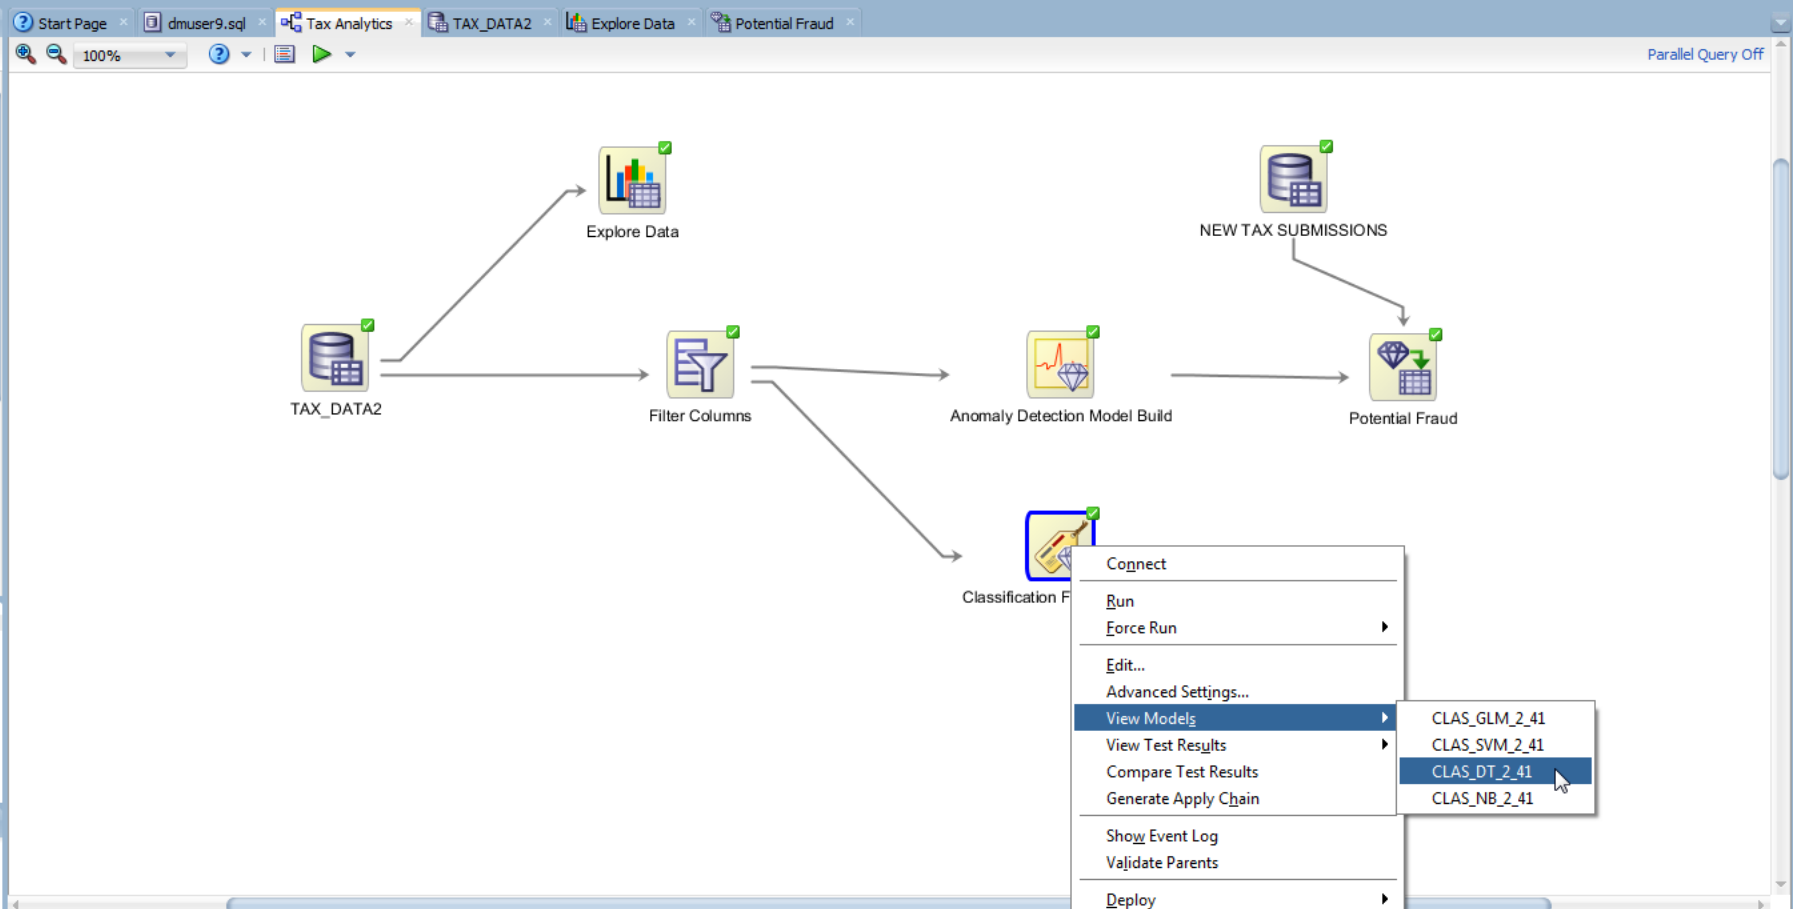 Start Page
dmuser9.sql
Tax Analytics
TAX_DATA2
Explore Data
Potential Fraud
100%
Parallel Query Off
Explore Data
NEW TAX SUBMISSIONS
TAX_DATA2
Filter Columns
Anomaly Detection Model Build
Potential Fraud
Classification F
Connect
Run
Force Run
Edit...
Advanced Settings...
View Models
View Test Results
Compare Test Results
Generate Apply Chain
Show Event Log
Validate Parents
Deploy
CLAS_GLM_2_41
CLAS_SVM_2_41
CLAS_DT_2_41
CLAS_NB_2_41